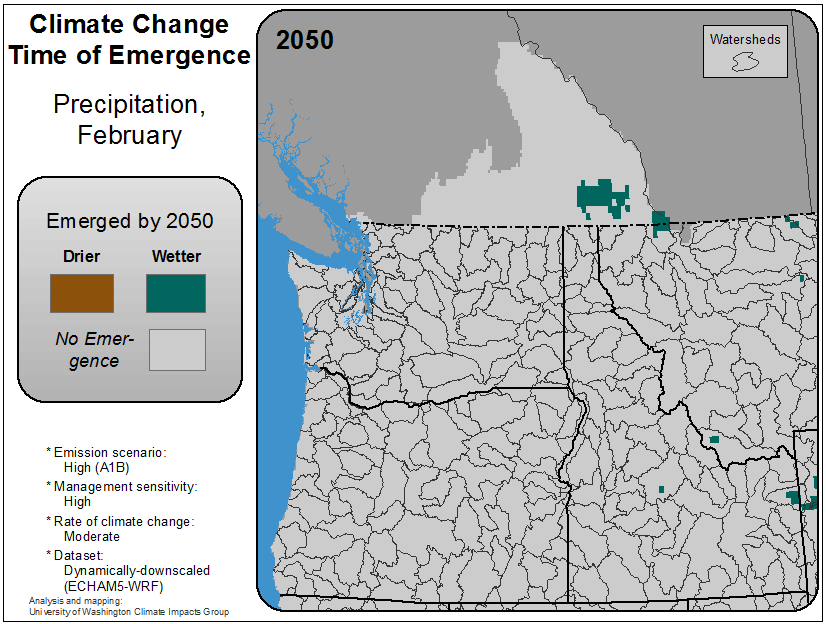 Climate Change
Time of Emergence
Precipitation,
February
Emerged by 2050
Drier
Wetter
No Emer-
gence
* Emission scenario:
High (A1B)
* Management sensitivity:
High
* Rate of climate change:
Moderate
* Dataset:
Dynamically-downscaled
(ECHAM5-WRF)
Analysis and mapping:
University of Washington Climate Impacts Group
2050
Watersheds